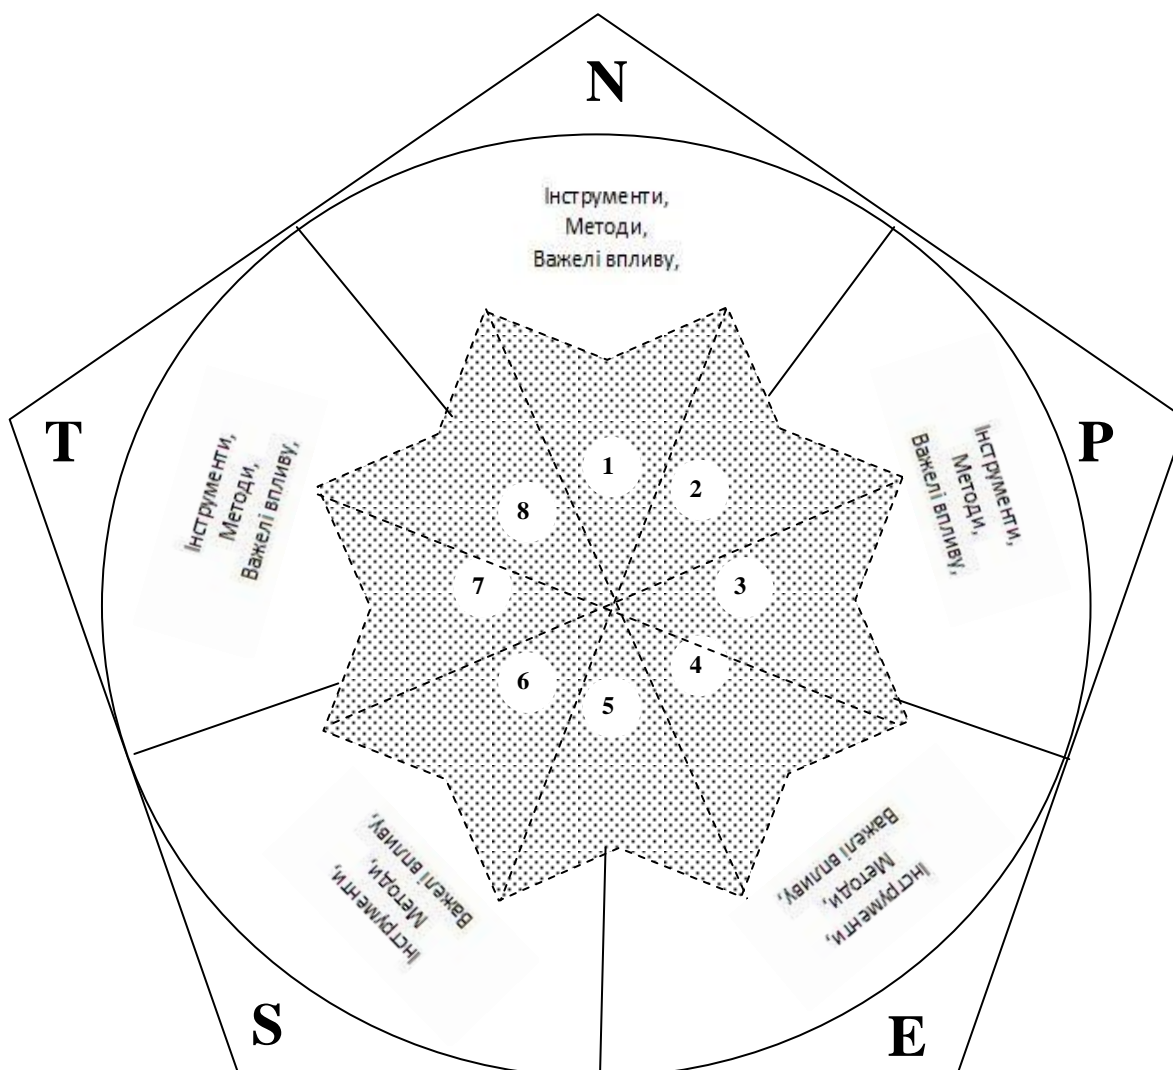 N
Інструменти,
Методи,
Важелі впливу,
T
Інструменти,
Методи,
Важелі впливу,
P
Інструменти,
Методи,
Важелі впливу,
1
2
8
7
3
6
4
5
Інструменти,
Методи,
Важелі впливу,
Інструменти,
Методи,
Важелі впливу,
S
E